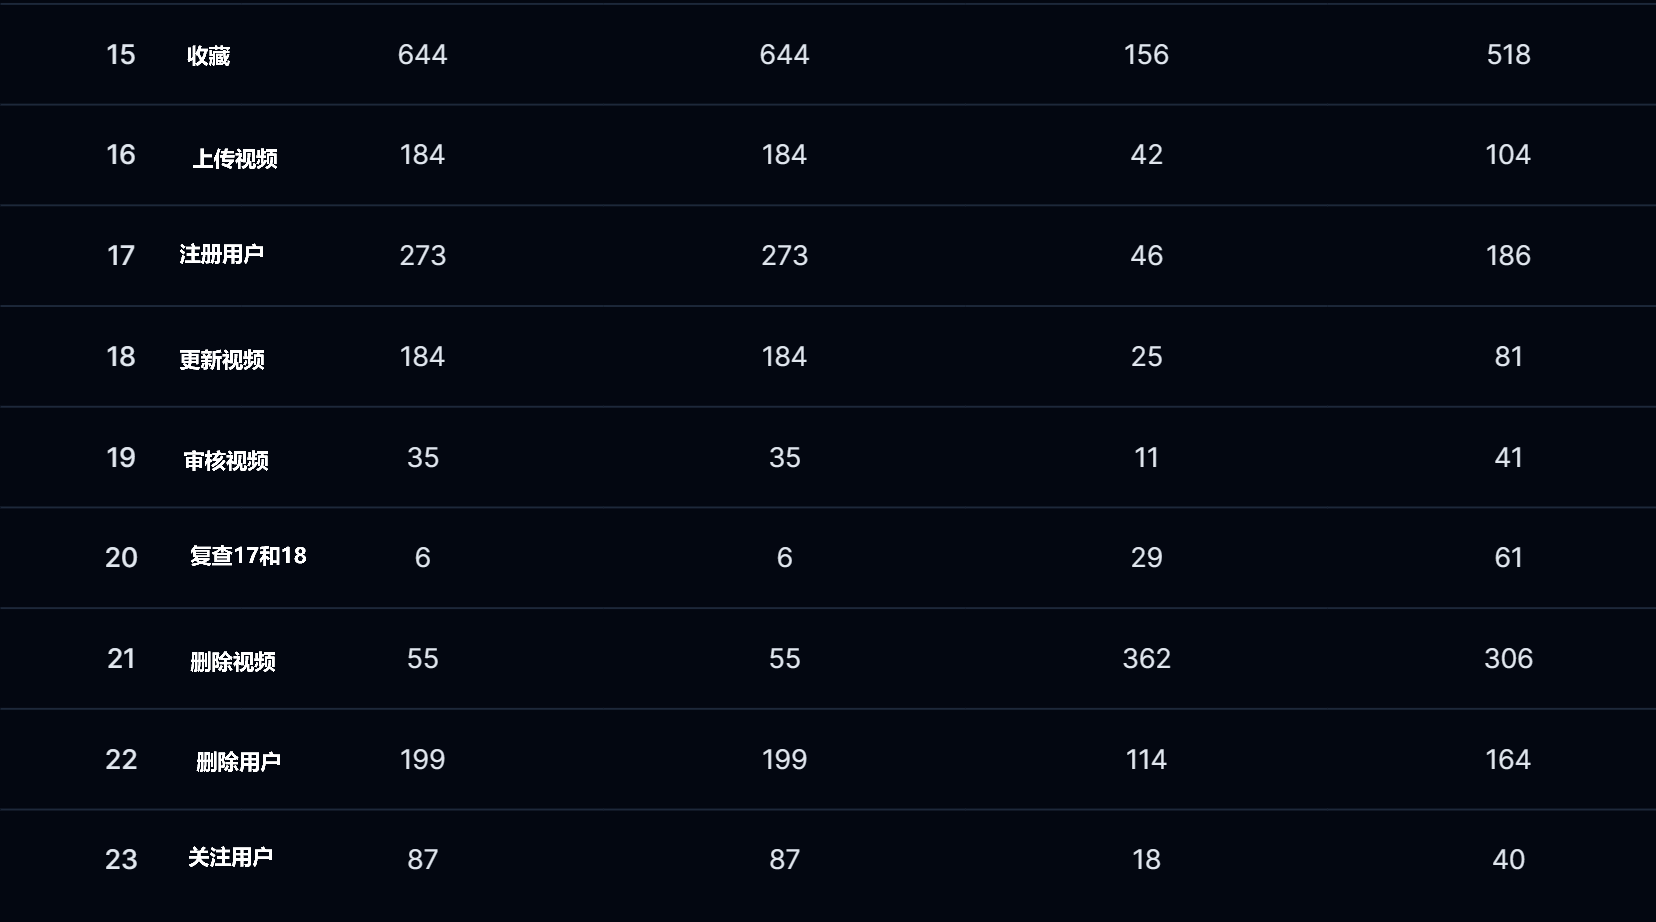 15 收藏 644 644 156 518
16 上传视频 184 184 42 104
17 注册用户 273 273 46 186
18 更新视频 184 184 25 81
19 审核视频 35 35 11 41
20 复查17和18 6 6 29 61
21 删除视频 55 55 362 306
22 删除用户 199 199 114 164
23 关注用户 87 87 18 40